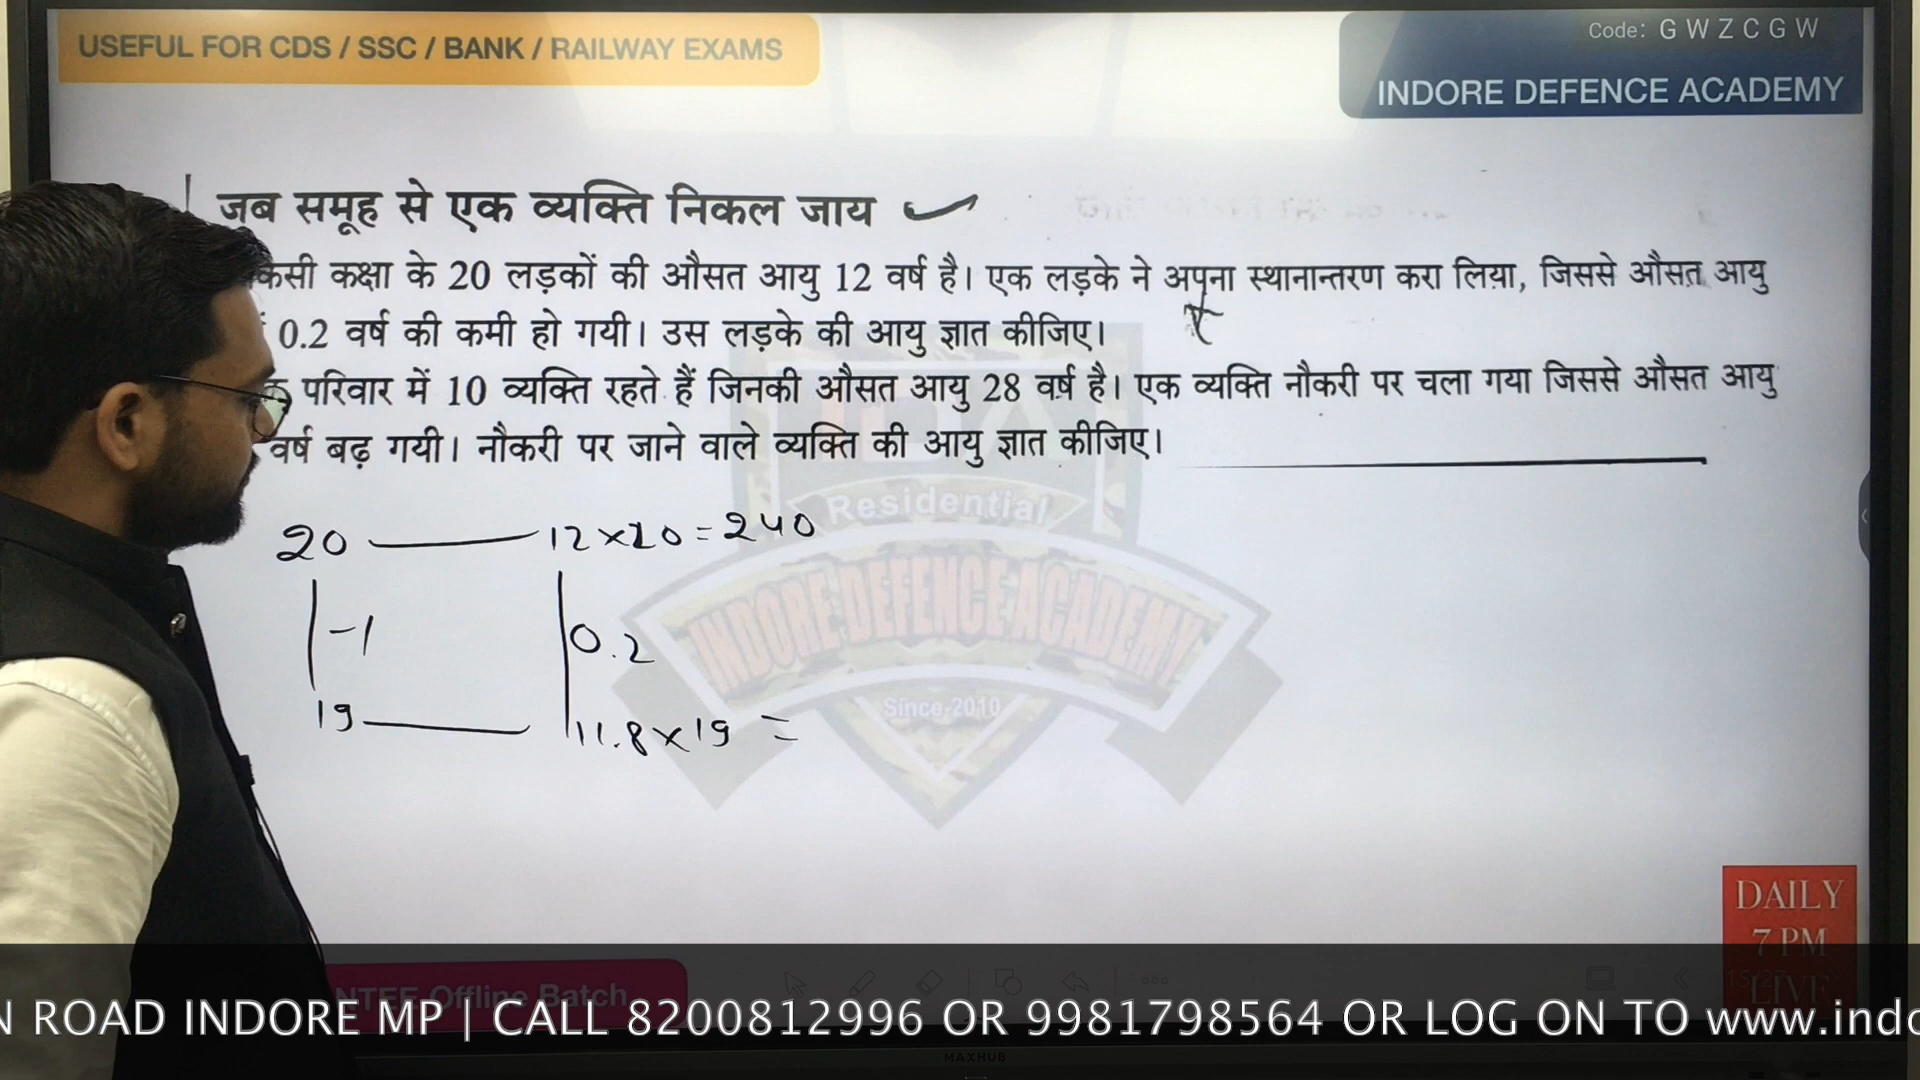 USEFUL FOR CDS / SSC / BANK / RAILWAY EXAMS
Code: G W Z C G W
INDORE DEFENCE ACADEMY
जब समूह से एक व्यक्ति निकल जाय
कक्षा के 20 लड़कों की औसत आयु 12 वर्ष है। एक लड़के ने अपना स्थानान्तरण करा लिया, जिससे औसत आयु
0.2 वर्ष की कमी हो गयी। उस लड़के की आयु ज्ञात कीजिए।
परिवार में 10 व्यक्ति रहते हैं जिनकी औसत आयु 28 वर्ष है। एक व्यक्ति नौकरी पर चला गया जिससे औसत आयु
वर्ष बढ़ गयी। नौकरी पर जाने वाले व्यक्ति की आयु ज्ञात कीजिए।
20 — 12 × 20 = 240
-1 0.2
19 — 11.8 × 19 =
Residential
INDORE DEFENCE ACADEMY
Since-2010
DAILY
7 PM
LIVE
Offline Batch
ROAD INDORE MP | CALL 8200812996 OR 9981798564 OR LOG ON TO www.indo
MAXHUB